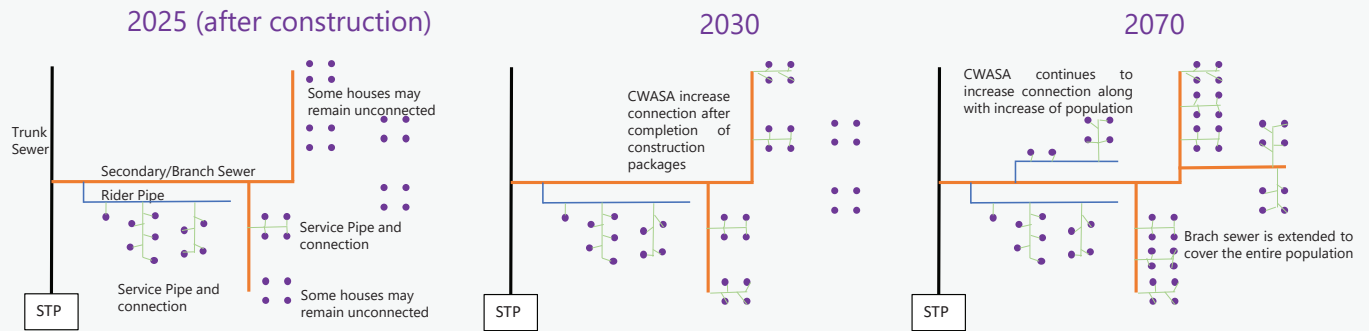 2025 (after construction)
Some houses may
remain unconnected
Trunk
Sewer
Secondary/Branch Sewer
Rider Pipe
Service Pipe and
connection
Service Pipe and
connection
Some houses may
remain unconnected
STP
2030
CWASA increase
connection after
completion of
construction
packages
STP
2070
CWASA continues to
increase connection along
with increase of population
Brach sewer is extended to
cover the entire population
STP